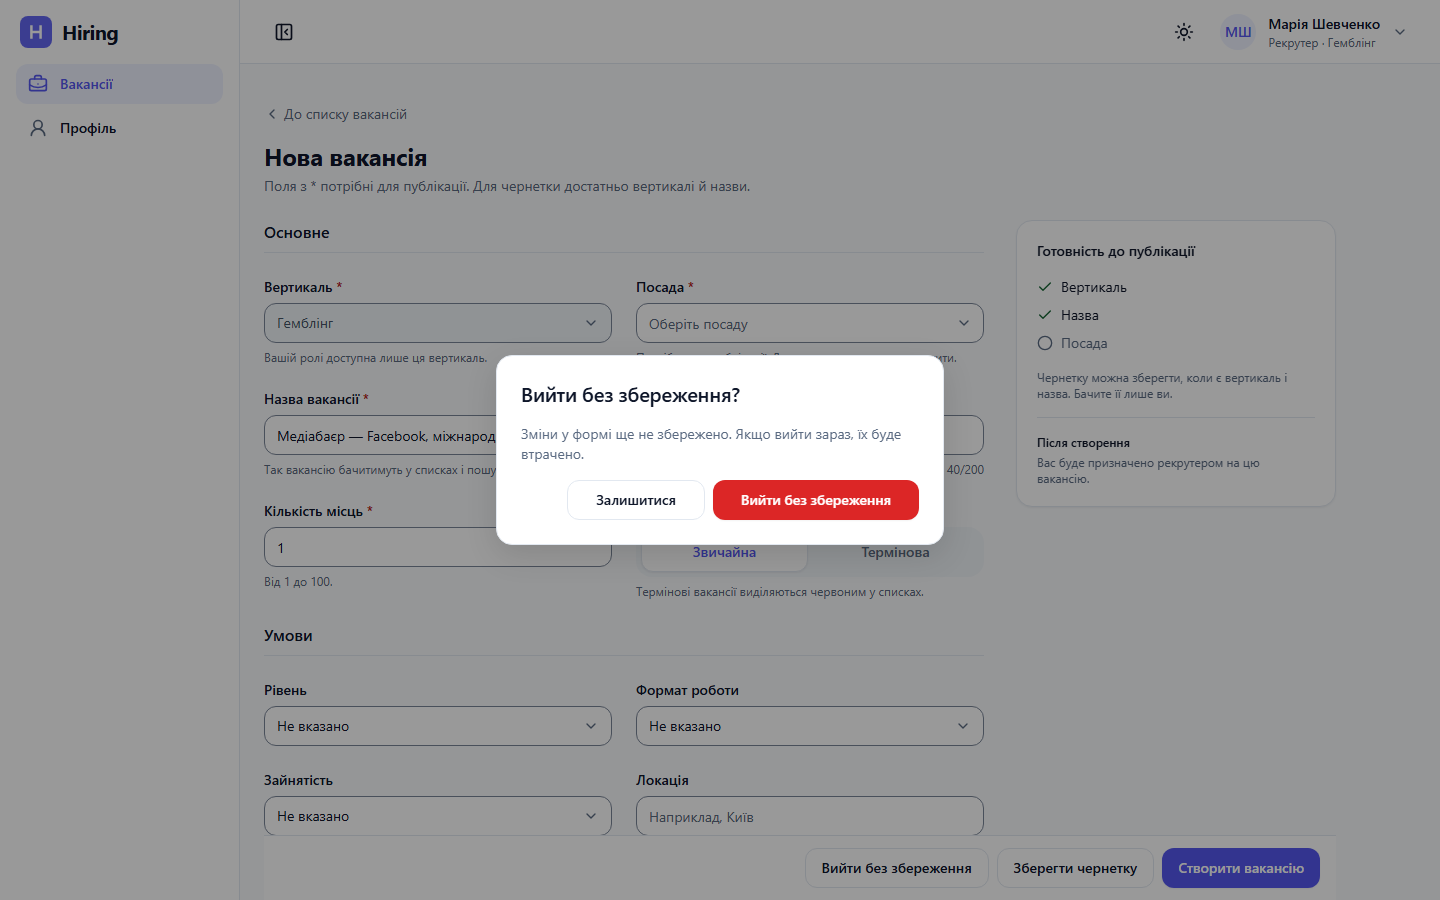 H Hiring
Вакансії
Профіль
МШ
Марія Шевченко
Рекрутер · Гемблінг
До списку вакансій
Нова вакансія
Поля з * потрібні для публікації. Для чернетки достатньо вертикалі й назви.
Основне
Вертикаль *
Гемблінг
Вашій ролі доступна лише ця вертикаль.
Посада *
Оберіть посаду
Назва вакансії *
Медіабаєр — Facebook, міжнарод
Так вакансію бачитимуть у списках і пошу
40/200
Кількість місць *
1
Від 1 до 100.
Звичайна
Термінова
Термінові вакансії виділяються червоним у списках.
Вийти без збереження?
Зміни у формі ще не збережено. Якщо вийти зараз, їх буде
втрачено.
Залишитися
Вийти без збереження
Умови
Рівень
Не вказано
Формат роботи
Не вказано
Зайнятість
Не вказано
Локація
Наприклад, Київ
Готовність до публікації
Вертикаль
Назва
Посада
Чернетку можна зберегти, коли є вертикаль і
назва. Бачите її лише ви.
Після створення
Вас буде призначено рекрутером на цю
вакансію.
Вийти без збереження
Зберегти чернетку
Створити вакансію